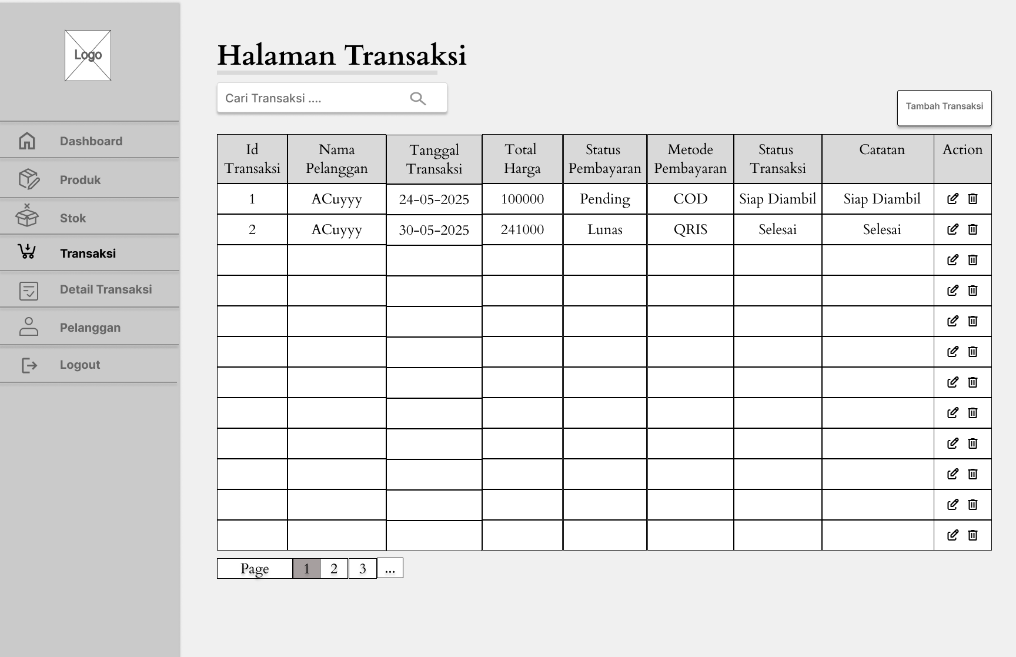 Logo
Dashboard
Produk
Stok
Transaksi
Detail Transaksi
Pelanggan
Logout
Halaman Transaksi
Cari Transaksi ....
Tambah Transaksi
Id Transaksi Nama Pelanggan Tanggal Transaksi Total Harga Status Pembayaran Metode Pembayaran Status Transaksi Catatan Action
1 ACuyyy 24-05-2025 100000 Pending COD Siap Diambil Siap Diambil
2 ACuyyy 30-05-2025 241000 Lunas QRIS Selesai Selesai
Page 1 2 3 ...